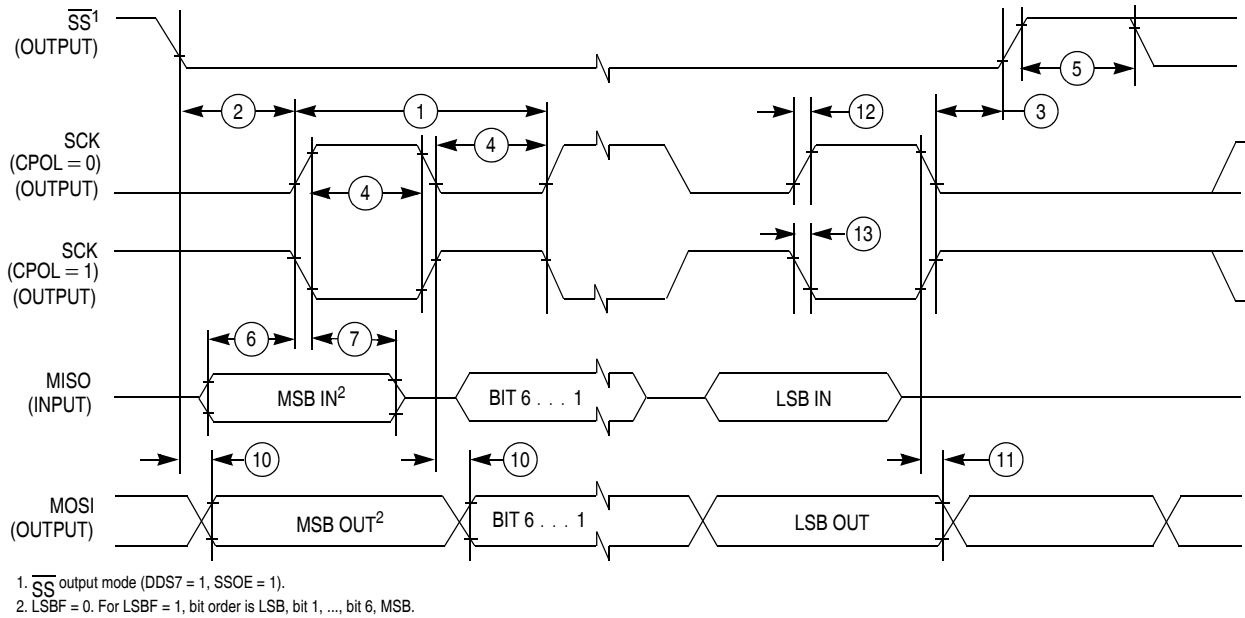 SS¹
(OUTPUT)
5
2
1
12
3
SCK
(CPOL = 0)
(OUTPUT)
4
4
SCK
(CPOL = 1)
(OUTPUT)
13
6
7
MISO
(INPUT)
MSB IN²
BIT 6 . . . 1
LSB IN
10
10
11
MOSI
(OUTPUT)
MSB OUT²
BIT 6 . . . 1
LSB OUT
1. SS output mode (DDS7 = 1, SSOE = 1).
2. LSBF = 0. For LSBF = 1, bit order is LSB, bit 1, ..., bit 6, MSB.